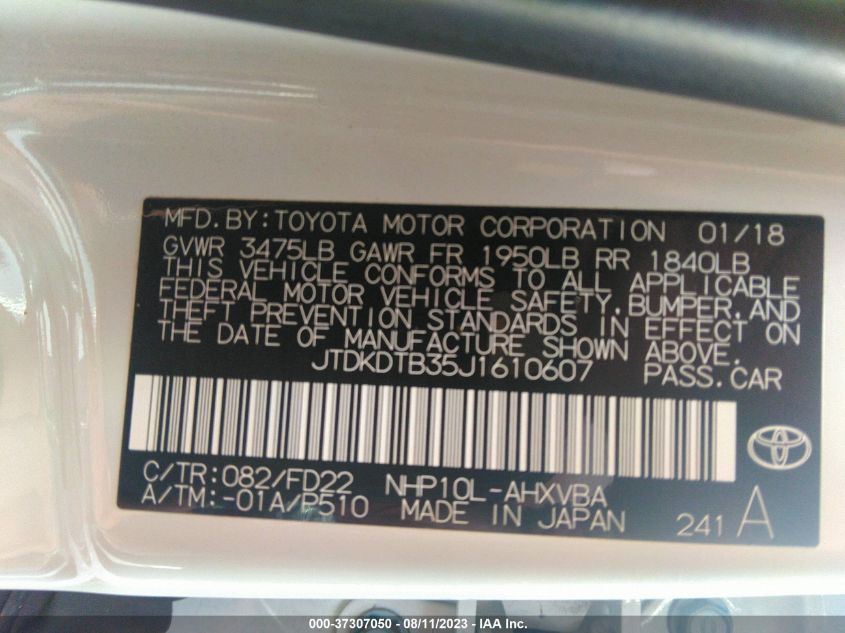 MFD.BY:TOYOTA MOTOR CORPORATION 01/18
GVWR 3475LB GAWR FR 1950LB RR 1840LB
THIS VEHICLE CONFORMS TO ALL APPLICABLE
FEDERAL MOTOR VEHICLE SAFETY,BUMPER,AND
THEFT PREVENTION STANDARDS IN EFFECT ON
THE DATE OF MANUFACTURE SHOWN ABOVE.
JTDKDTB35J1610607 PASS.CAR
C/TR:082/FD22 NHP10L-AHXVBA
A/TM:-01A/P510 MADE IN JAPAN 241 A
000-37307050 - 08/11/2023 - IAA Inc.